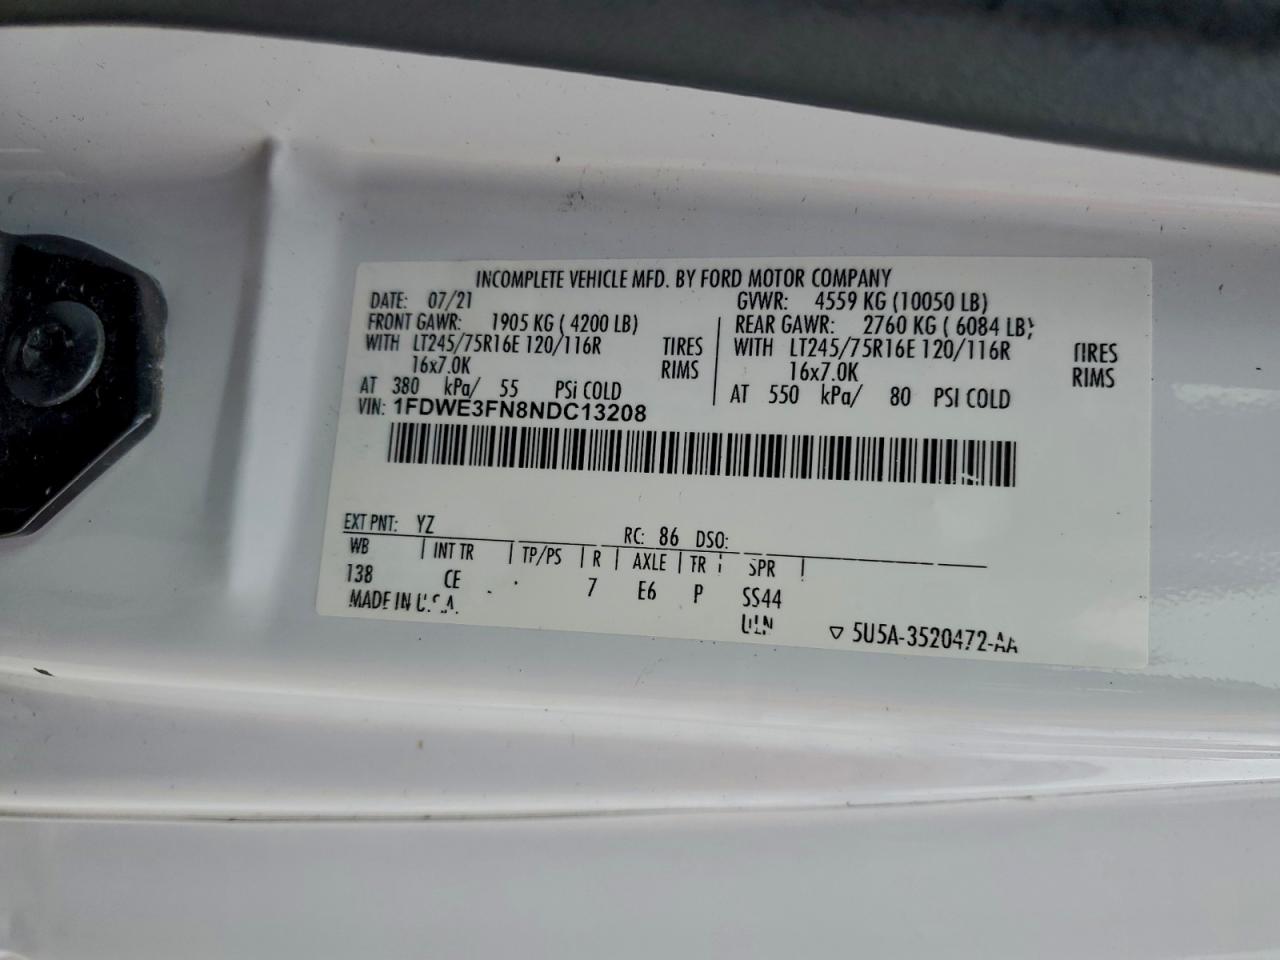 INCOMPLETE VEHICLE MFD. BY FORD MOTOR COMPANY
DATE: 07/21 GVWR: 4559 KG (10050 LB)
FRONT GAWR: 1905 KG ( 4200 LB) REAR GAWR: 2760 KG ( 6084 LB)
WITH LT245/75R16E 120/116R TIRES WITH LT245/75R16E 120/116R TIRES
16x7.0K RIMS 16x7.0K RIMS
AT 380 kPa/ 55 PSi COLD AT 550 kPa/ 80 PSI COLD
VIN: 1FDWE3FN8NDC13208
EXT PNT: YZ RC: 86 DSO:
WB INT TR TP/PS R AXLE TR SPR
138 CE 7 E6 P SS44
MADE IN U.S.A.
▽ 5U5A-3520472-AA